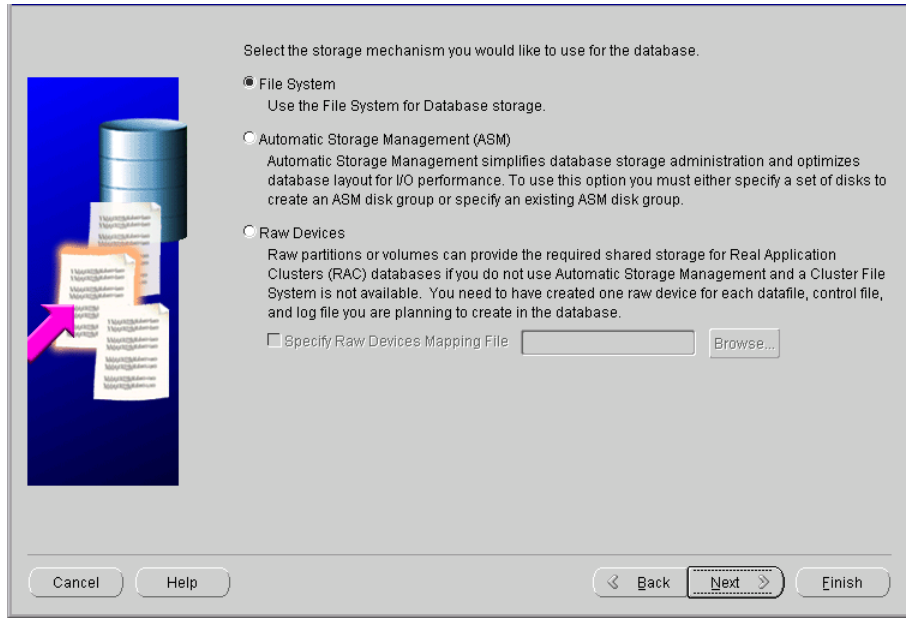 Select the storage mechanism you would like to use for the database.
File System
Use the File System for Database storage.
Automatic Storage Management (ASM)
Automatic Storage Management simplifies database storage administration and optimizes
database layout for I/O performance. To use this option you must either specify a set of disks to
create an ASM disk group or specify an existing ASM disk group.
Raw Devices
Raw partitions or volumes can provide the required shared storage for Real Application
Clusters (RAC) databases if you do not use Automatic Storage Management and a Cluster File
System is not available. You need to have created one raw device for each datafile, control file,
and log file you are planning to create in the database.
Specify Raw Devices Mapping File Browse...
Cancel Help Back Next Finish